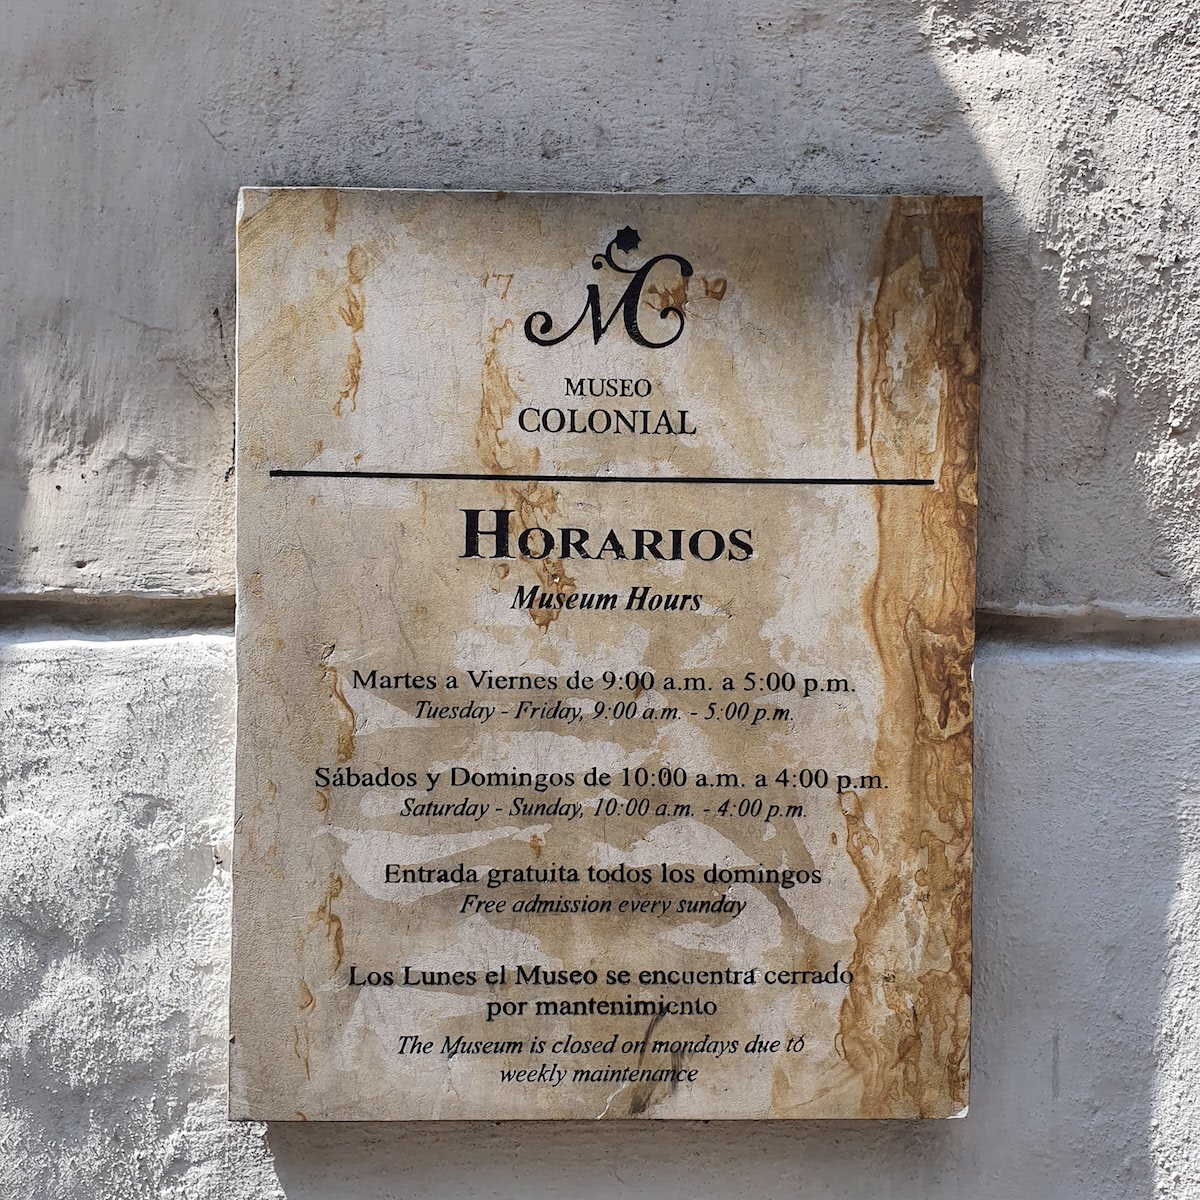 MC
MUSEO
COLONIAL
HORARIOS
Museum Hours
Martes a Viernes de 9:00 a.m. a 5:00 p.m.
Tuesday - Friday, 9:00 a.m. - 5:00 p.m.
Sábados y Domingos de 10:00 a.m. a 4:00 p.m.
Saturday - Sunday, 10:00 a.m. - 4:00 p.m.
Entrada gratuita todos los domingos
Free admission every sunday
Los Lunes el Museo se encuentra cerrado
por mantenimiento
The Museum is closed on mondays due to
weekly maintenance